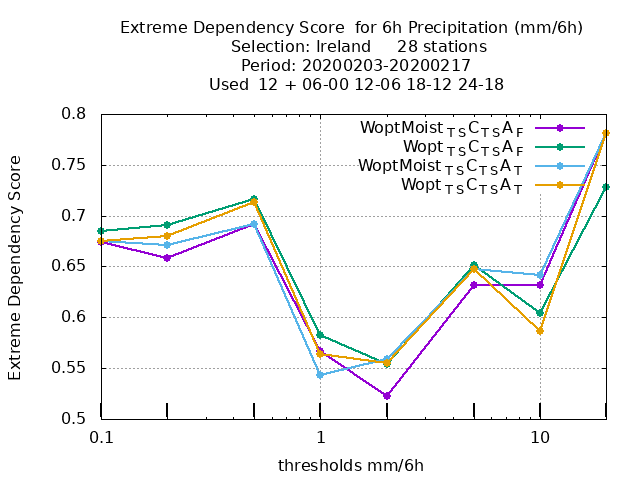 Extreme Dependency Score  for 6h Precipitation (mm/6h)
Selection: Ireland     28 stations
Period: 20200203-20200217
Used  12 + 06-00 12-06 18-12 24-18
Extreme Dependency Score
0.8
0.75
0.7
0.65
0.6
0.55
0.5
WoptMoist TS C TS A F
Wopt TS C TS A F
WoptMoist TS C TS A T
Wopt TS C TS A T
0.1 1 10
thresholds mm/6h